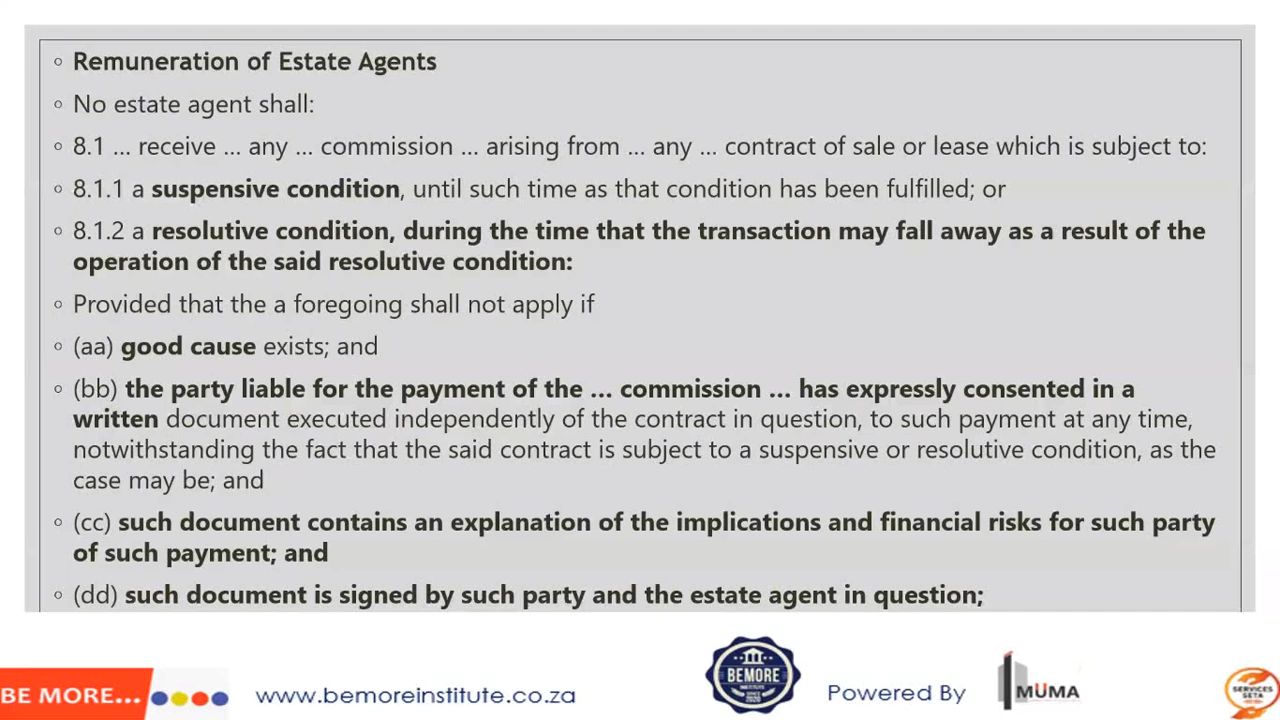 Remuneration of Estate Agents
No estate agent shall:
8.1 ... receive ... any ... commission ... arising from ... any ... contract of sale or lease which is subject to:
8.1.1 a suspensive condition, until such time as that condition has been fulfilled; or
8.1.2 a resolutive condition, during the time that the transaction may fall away as a result of the
operation of the said resolutive condition:
Provided that the a foregoing shall not apply if
(aa) good cause exists; and
(bb) the party liable for the payment of the ... commission ... has expressly consented in a
written document executed independently of the contract in question, to such payment at any time,
notwithstanding the fact that the said contract is subject to a suspensive or resolutive condition, as the
case may be; and
(cc) such document contains an explanation of the implications and financial risks for such party
of such payment; and
(dd) such document is signed by such party and the estate agent in question;
BE MORE...
www.bemoreinstitute.co.za
BEMORE
INSTITUTE
Powered By
MUMA
SERVICES
SETA